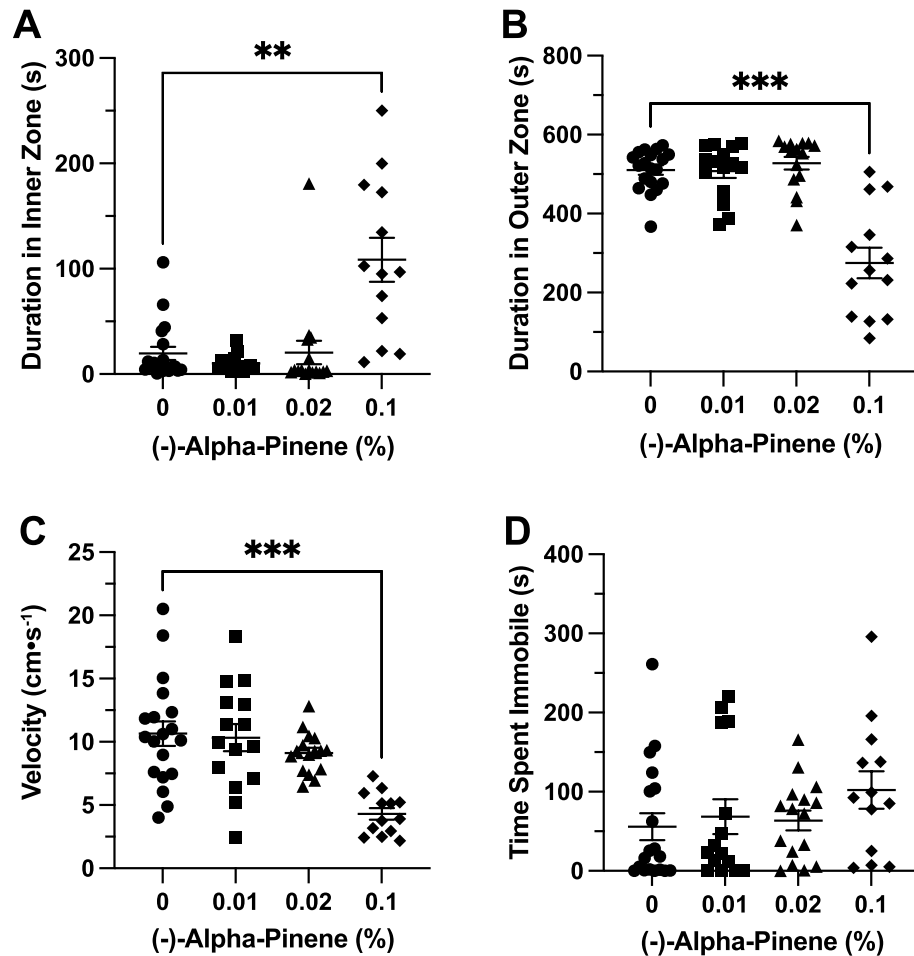 A
Duration in Inner Zone (s)
300
200
100
0
**
0 0.01 0.02 0.1
(-)-Alpha-Pinene (%)
B
Duration in Outer Zone (s)
800
600
400
200
0
***
0 0.01 0.02 0.1
(-)-Alpha-Pinene (%)
C
Velocity (cm•s⁻¹)
25
20
15
10
5
0
***
0 0.01 0.02 0.1
(-)-Alpha-Pinene (%)
D
Time Spent Immobile (s)
400
300
200
100
0
0 0.01 0.02 0.1
(-)-Alpha-Pinene (%)